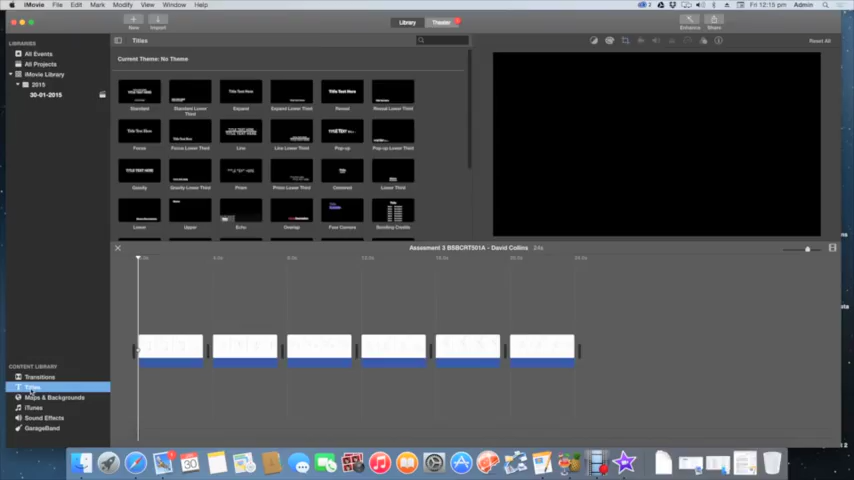 iMovie File Edit Mark Modify View Window Help
Fri 12:15 pm Admin
New Import
Library Theater
Enhance Share
LIBRARIES
Titles
Reset All
All Events
All Projects
iMovie Library
2015
30-01-2015
Current Theme: No Theme
Standard Standard Lower Third Expand Expand Lower Third Reveal Reveal Lower Third
Focus Focus Lower Third Line Line Lower Third Pop-up Pop-up Lower Third
Gravity Gravity Lower Third Prism Prism Lower Third Centered Lower Third
Lower Upper Echo Overlap Four Corners Scrolling Credits
Assesment 3 BSBCRT501A - David Collins 24s
CONTENT LIBRARY
Transitions
Titles
Maps & Backgrounds
iTunes
Sound Effects
GarageBand